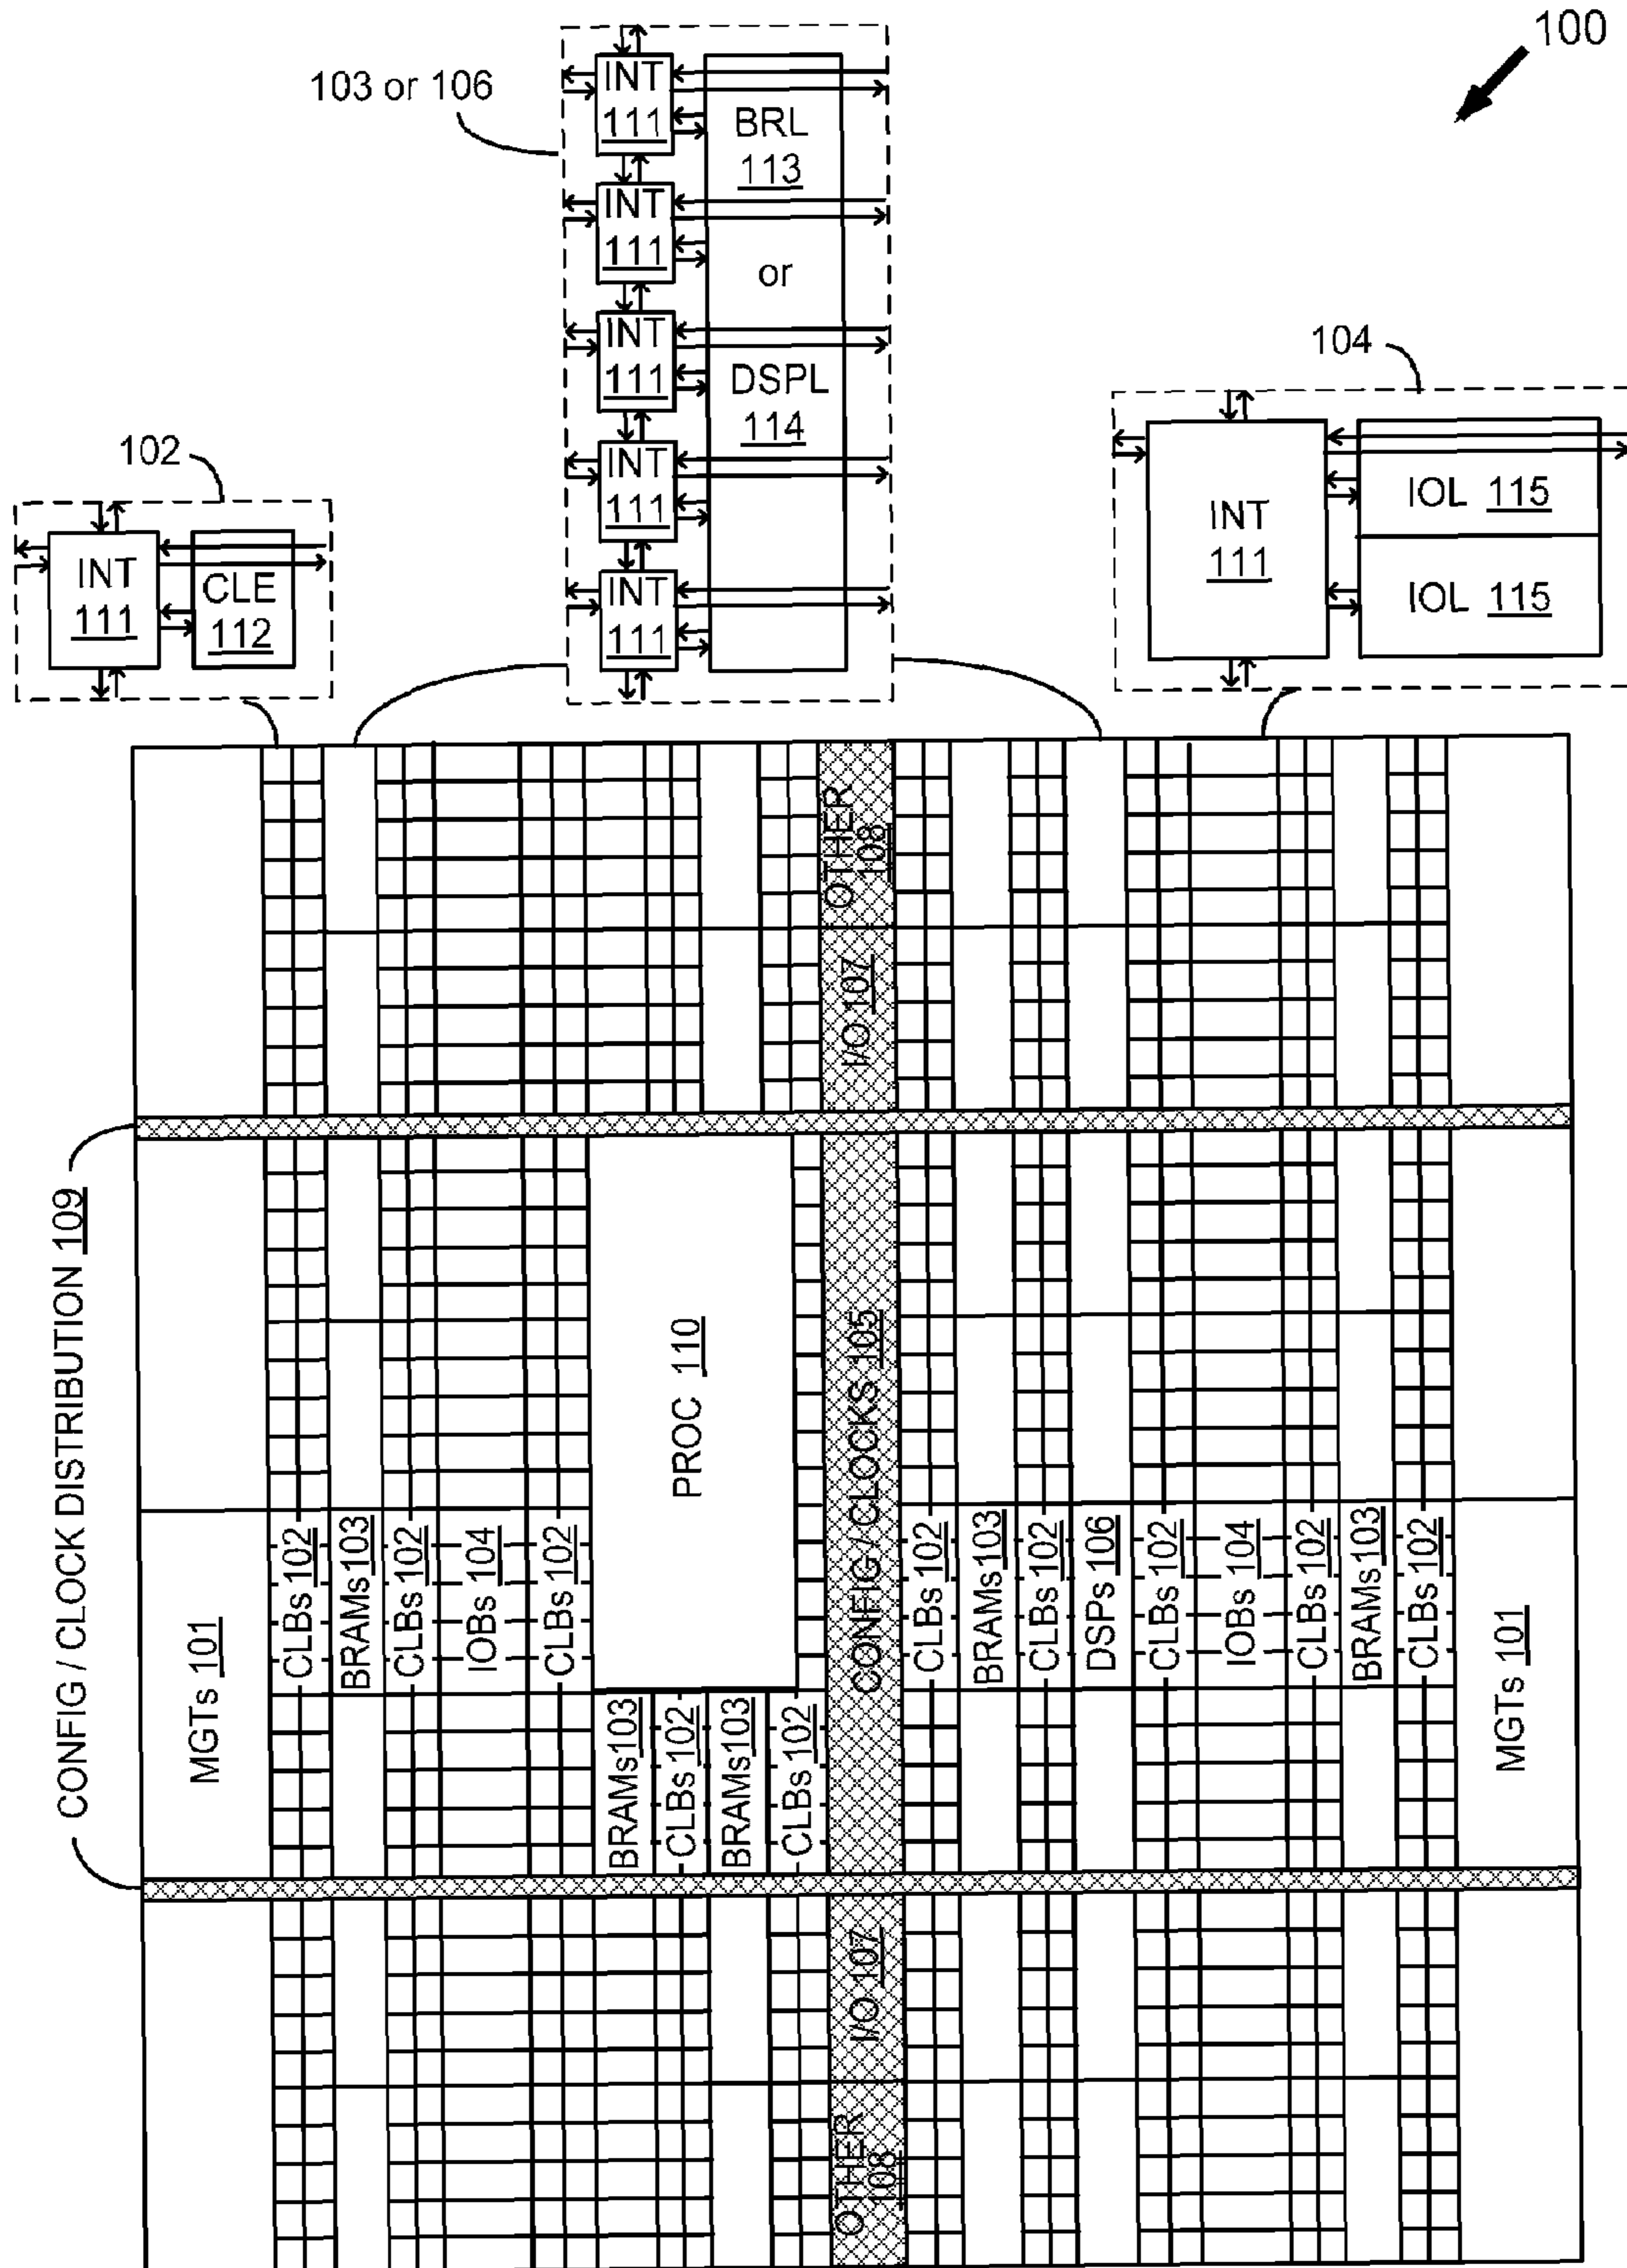 100
103 or 106
INT
111
INT
111
INT
111
INT
111
INT
111
BRL
113
or
DSPL
114
104
INT
111
IOL 115
IOL 115
102
INT
111
CLE
112
CONFIG / CLOCK DISTRIBUTION 109
OTHER
108
I/O 107
MGTs 101
CLBs 102
BRAMs 103
CLBs 102
IOBs 104
CLBs 102
PROC 110
BRAMs 103
CLBs 102
BRAMs 103
CLBs 102
CONFIG / CLOCKS 105
CLBs 102
BRAMs 103
CLBs 102
DSPs 106
CLBs 102
IOBs 104
CLBs 102
BRAMs 103
CLBs 102
MGTs 101
I/O 107
OTHER
108